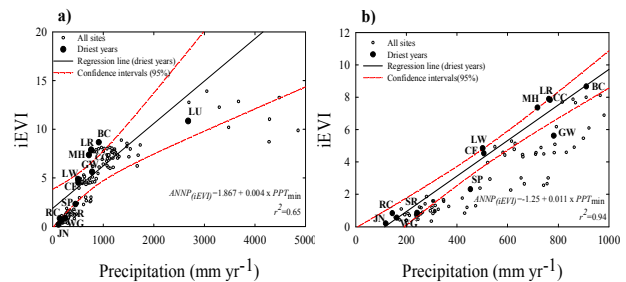 a)
All sites
Driest years
Regression line (driest years)
Confidence intervals (95%)
20
15
10
5
0
iEVI
BC
LR
MH
GW
LW
CE
SP
RC
SR
WG
JN
LU
ANNP(iEVI)=1.867 + 0.004 x PPTmin
r²=0.65
0 1000 2000 3000 4000 5000
Precipitation (mm yr-1)
b)
All sites
Driest years
Regression line (driest years)
Confidence intervals(95%)
12
10
8
6
4
2
0
iEVI
LR
MH
CC
BC
GW
LW
CE
SP
RC
SR
JN
ANNP(iEVI)=-1.25 + 0.011 x PPTmin
r²=0.94
0 200 400 600 800 1000
Precipitation (mm yr-1)